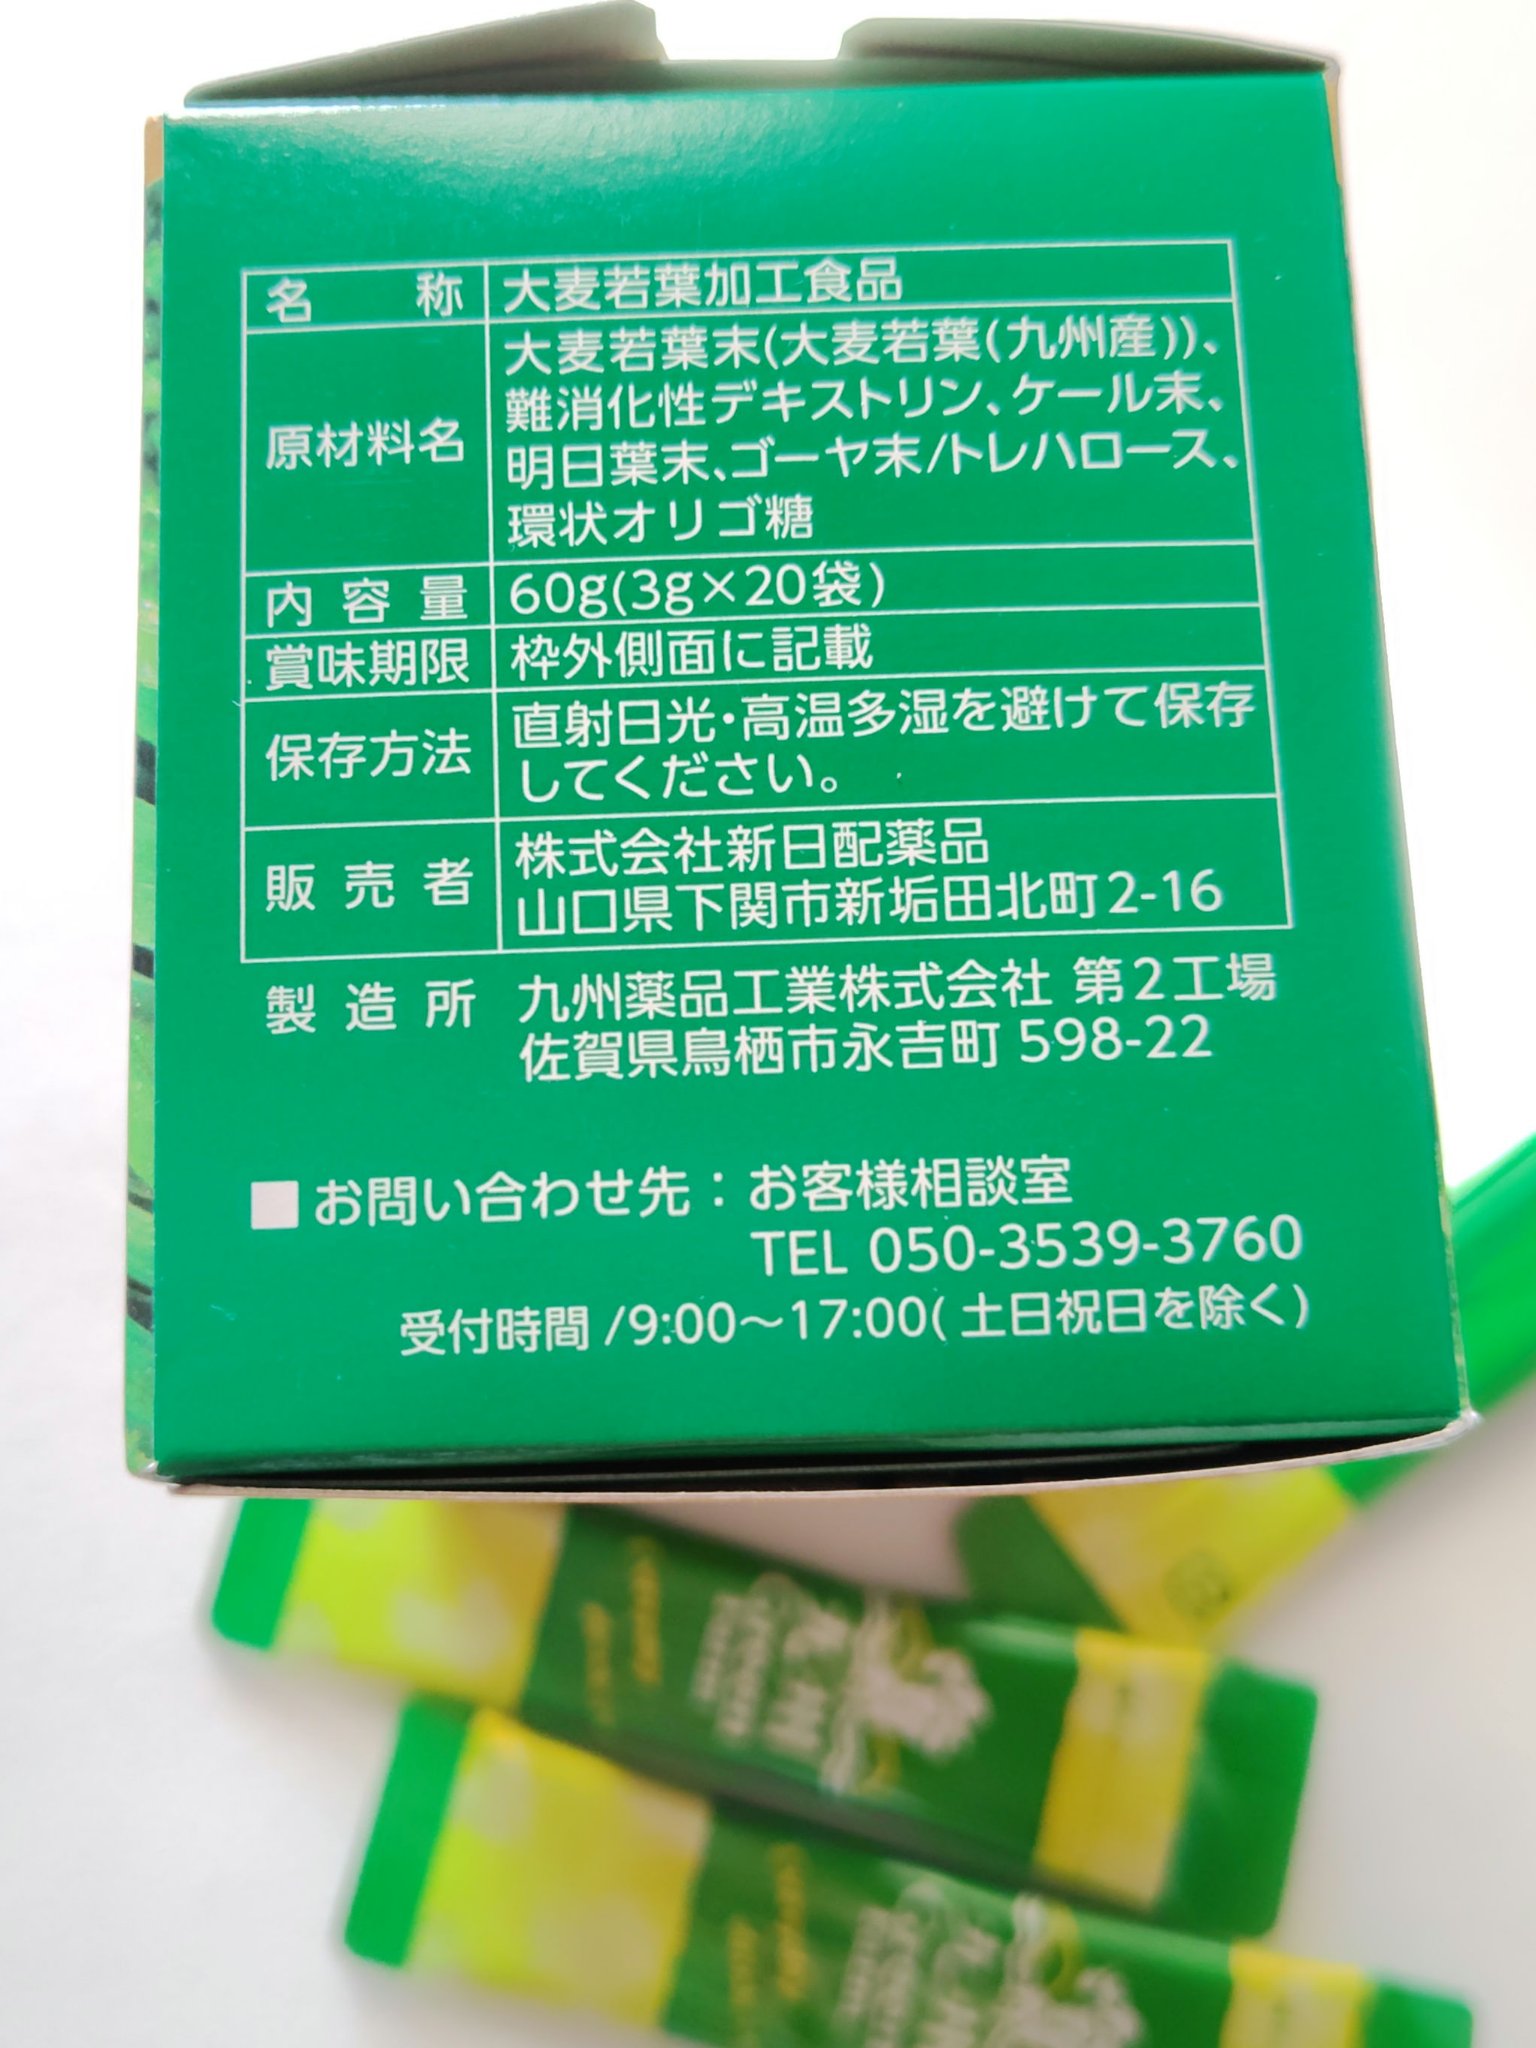 名称 大麦若葉加工食品
原材料名 大麦若葉末(大麦若葉(九州産))、
難消化性デキストリン、ケール末、
明日葉末、ゴーヤ末/トレハロース、
環状オリゴ糖
内容量 60g(3g×20袋)
賞味期限 枠外側面に記載
保存方法 直射日光・高温多湿を避けて保存
してください。
販売者 株式会社新日配薬品
山口県下関市新垢田北町2-16
製造所 九州薬品工業株式会社 第2工場
佐賀県鳥栖市永吉町 598-22
■お問い合わせ先：お客様相談室
TEL 050-3539-3760
受付時間 /9:00〜17:00( 土日祝日を除く)